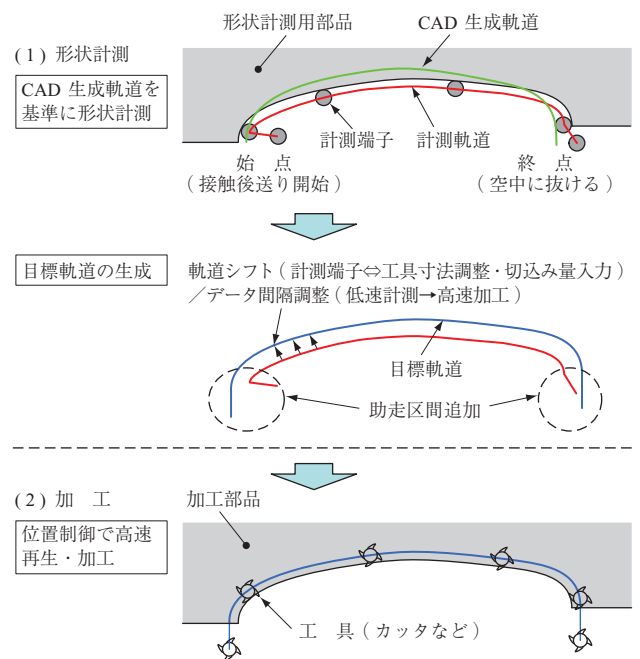 (1) 形状計測
形状計測用部品
CAD 生成軌道
CAD 生成軌道を
基準に形状計測
計測端子
計測軌道
始 点
(接触後送り開始)
終 点
(空中に抜ける)
目標軌道の生成
軌道シフト(計測端子⇔工具寸法調整・切込み量入力)
/データ間隔調整(低速計測→高速加工)
目標軌道
助走区間追加
(2) 加 工
加工部品
位置制御で高速
再生・加工
工 具(カッタなど)